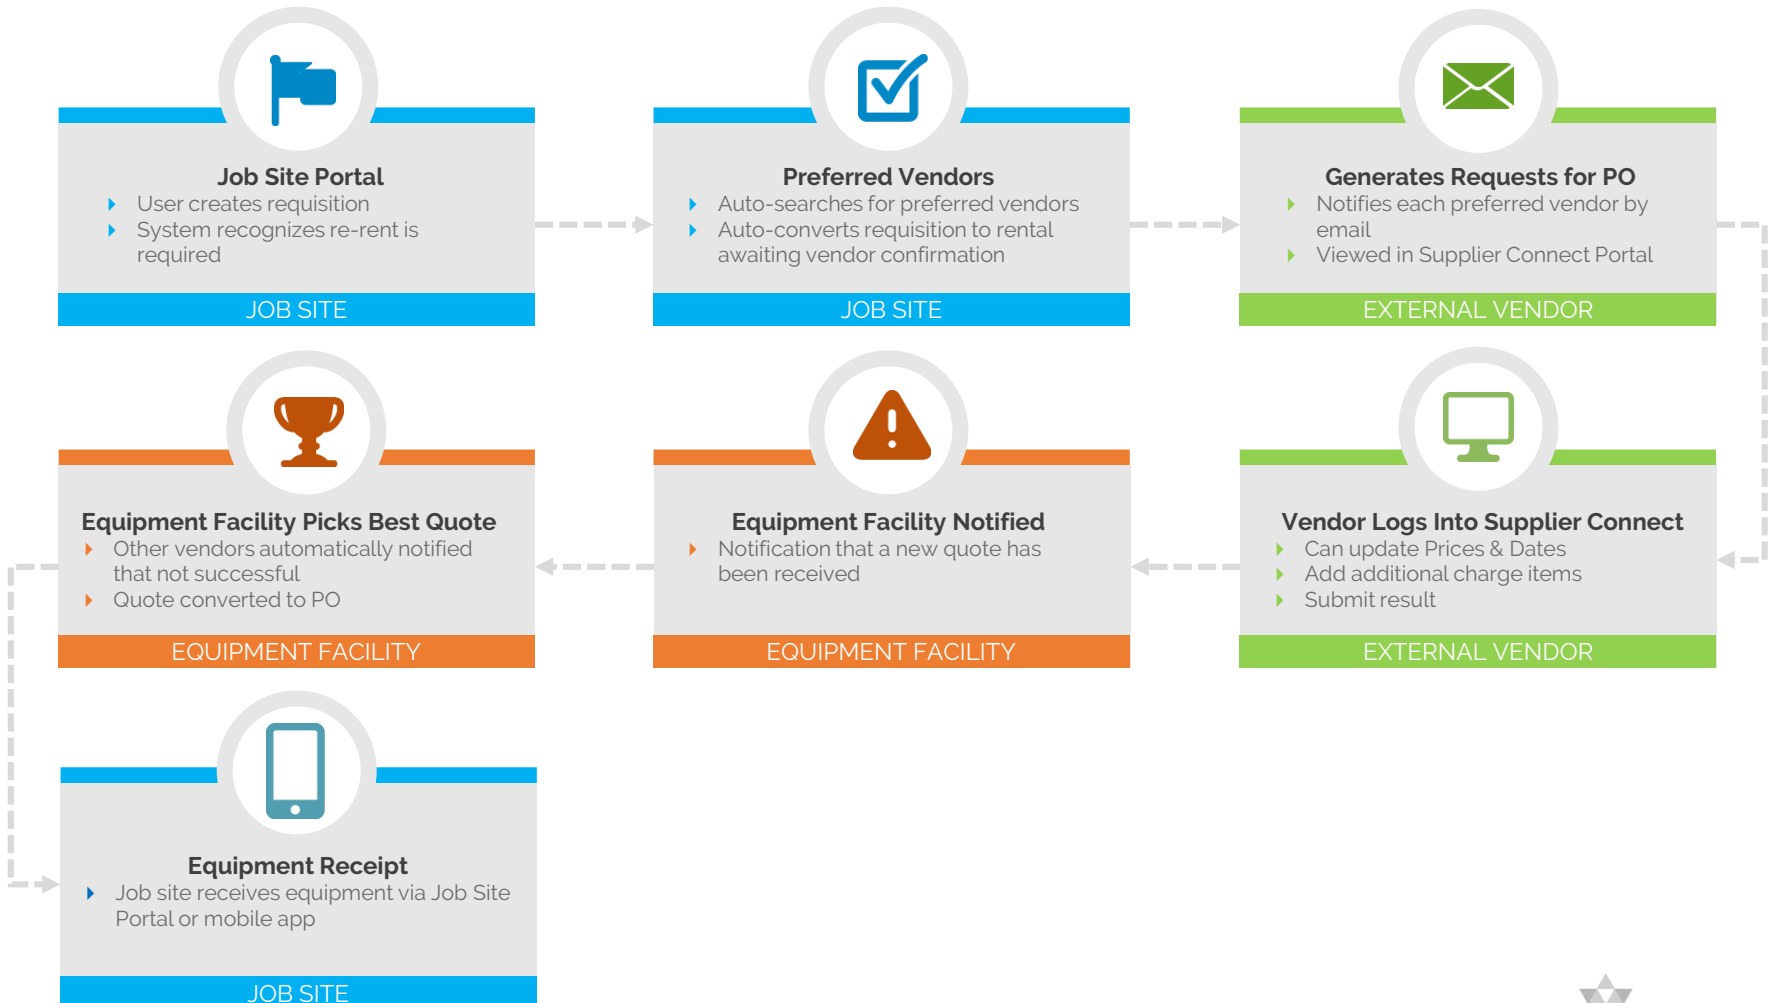 Job Site Portal
User creates requisition
System recognizes re-rent is
required
JOB SITE
Preferred Vendors
Auto-searches for preferred vendors
Auto-converts requisition to rental
awaiting vendor confirmation
JOB SITE
Generates Requests for PO
Notifies each preferred vendor by
email
Viewed in Supplier Connect Portal
EXTERNAL VENDOR
Vendor Logs Into Supplier Connect
Can update Prices & Dates
Add additional charge items
Submit result
EXTERNAL VENDOR
Equipment Facility Notified
Notification that a new quote has
been received
EQUIPMENT FACILITY
Equipment Facility Picks Best Quote
Other vendors automatically notified
that not successful
Quote converted to PO
EQUIPMENT FACILITY
Equipment Receipt
Job site receives equipment via Job Site
Portal or mobile app
JOB SITE